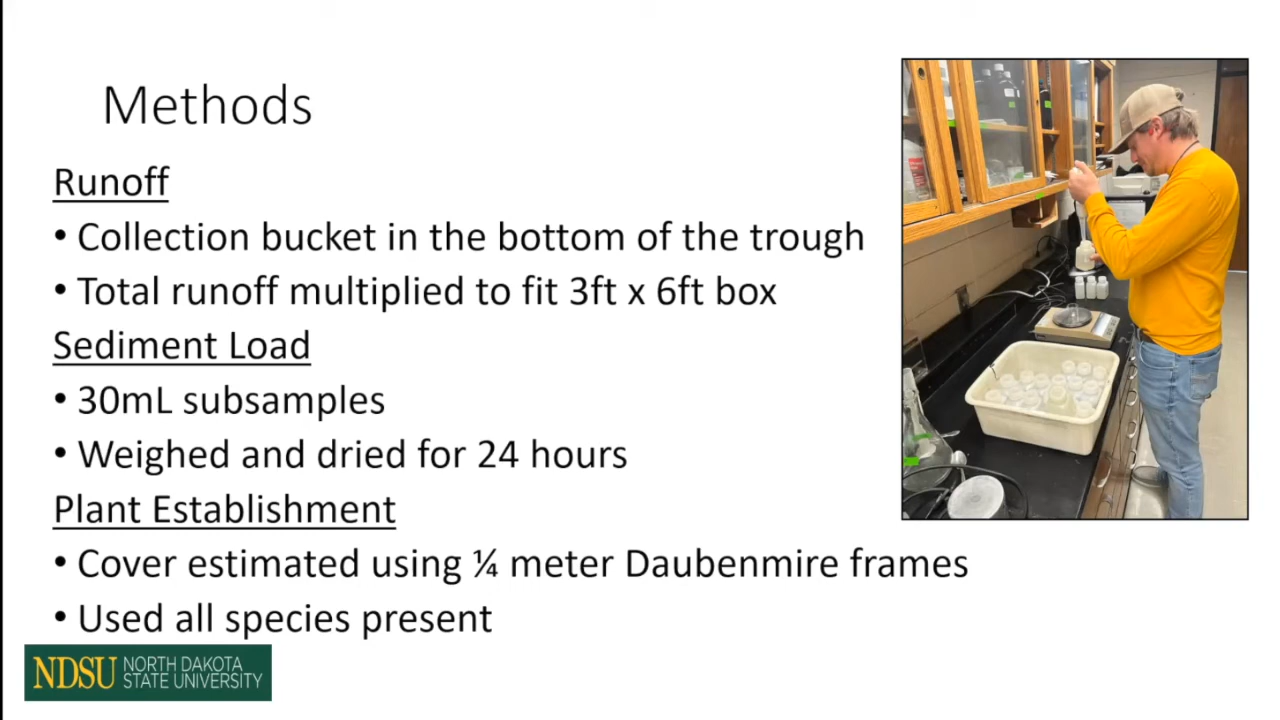 Methods
Runoff
• Collection bucket in the bottom of the trough
• Total runoff multiplied to fit 3ft x 6ft box
Sediment Load
• 30mL subsamples
• Weighed and dried for 24 hours
Plant Establishment
• Cover estimated using ¼ meter Daubenmire frames
• Used all species present
NDSU NORTH DAKOTA
STATE UNIVERSITY